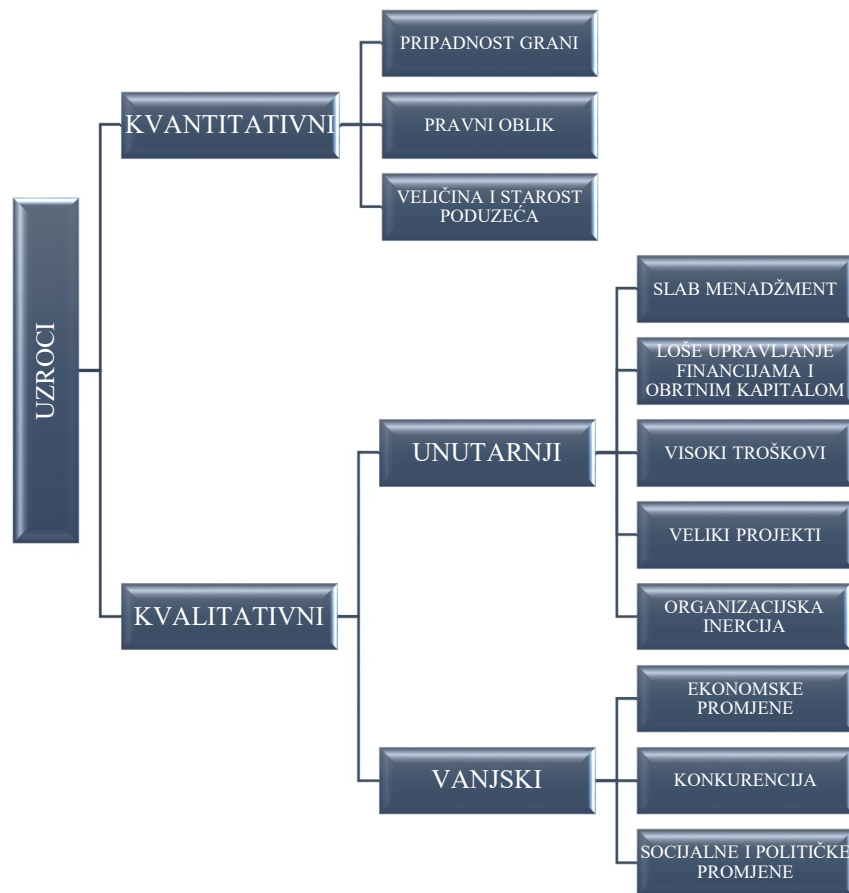 UZROCI
KVANTITATIVNI
PRIPADNOST GRANI
PRAVNI OBLIK
VELIČINA I STAROST
PODUZEĆA
KVALITATIVNI
UNUTARNJI
SLAB MENADŽMENT
LOŠE UPRAVLJANJE
FINANCIJAMA I
OBRTNIM KAPITALOM
VISOKI TROŠKOVI
VELIKI PROJEKTI
ORGANIZACIJSKA
INERCIJA
VANJSKI
EKONOMSKE
PROMJENE
KONKURENCIJA
SOCIJALNE I POLITIČKE
PROMJENE